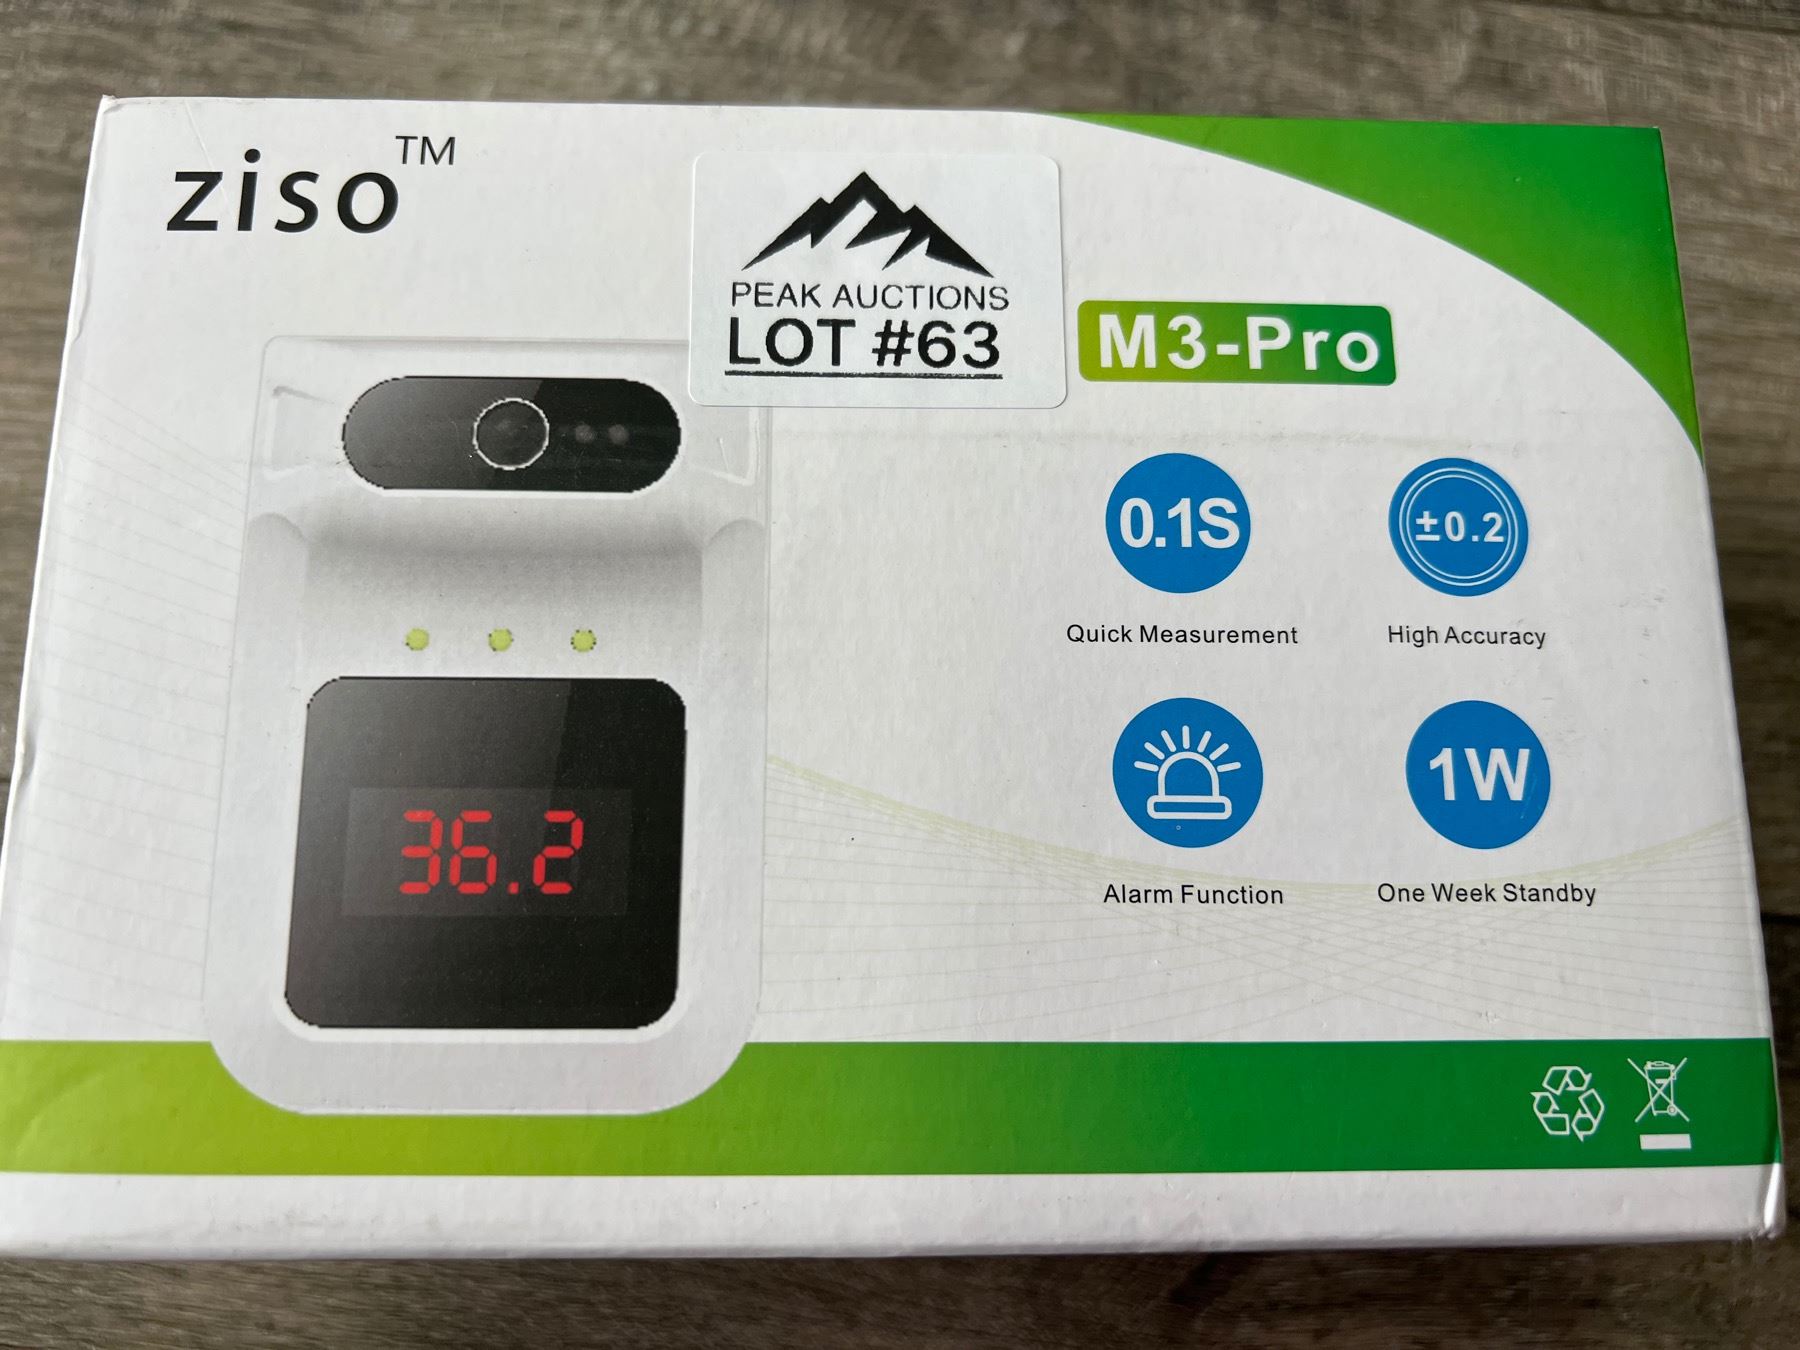 ziso™
PEAK AUCTIONS
LOT #63
M3-Pro
0.1S
±0.2
Quick Measurement
High Accuracy
36.2
1W
Alarm Function
One Week Standby